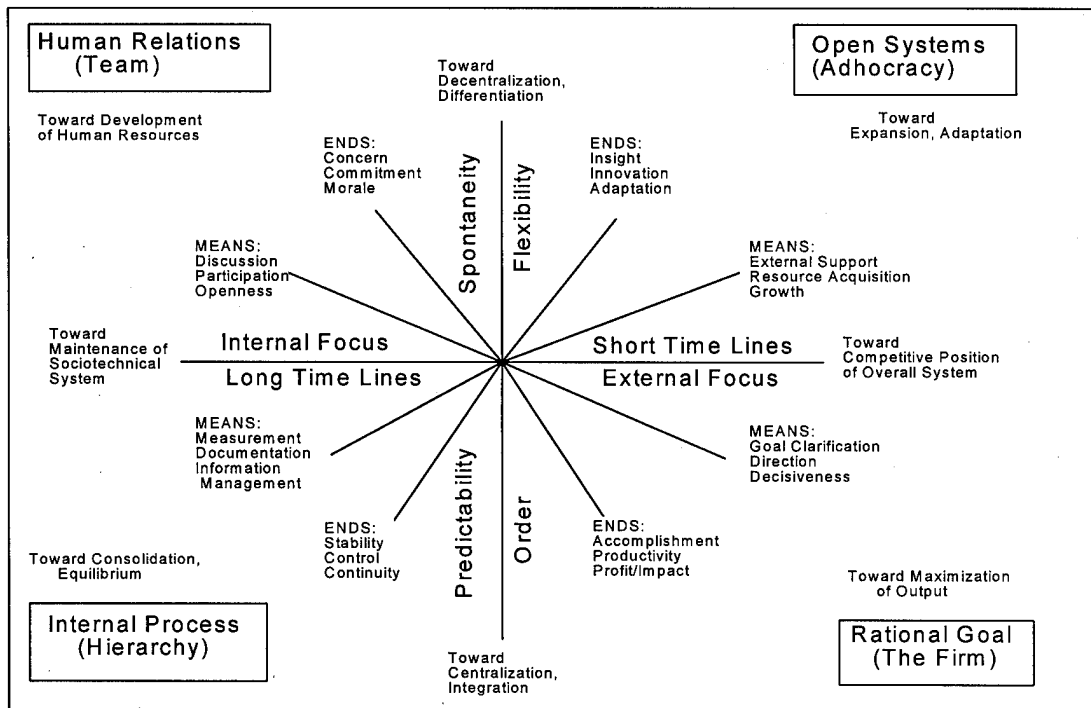 Human Relations
(Team)
Toward Development
of Human Resources
Toward
Decentralization,
Differentiation
Open Systems
(Adhocracy)
Toward
Expansion, Adaptation
ENDS:
Concern
Commitment
Morale
Spontaneity
Flexibility
ENDS:
Insight
Innovation
Adaptation
MEANS:
Discussion
Participation
Openness
MEANS:
External Support
Resource Acquisition
Growth
Toward
Maintenance of
Sociotechnical
System
Internal Focus
Long Time Lines
Short Time Lines
External Focus
Toward
Competitive Position
of Overall System
MEANS:
Measurement
Documentation
Information
Management
MEANS:
Goal Clarification
Direction
Decisiveness
ENDS:
Stability
Control
Continuity
Predictability
Order
ENDS:
Accomplishment
Productivity
Profit/Impact
Toward Consolidation,
Equilibrium
Internal Process
(Hierarchy)
Toward
Centralization,
Integration
Toward Maximization
of Output
Rational Goal
(The Firm)